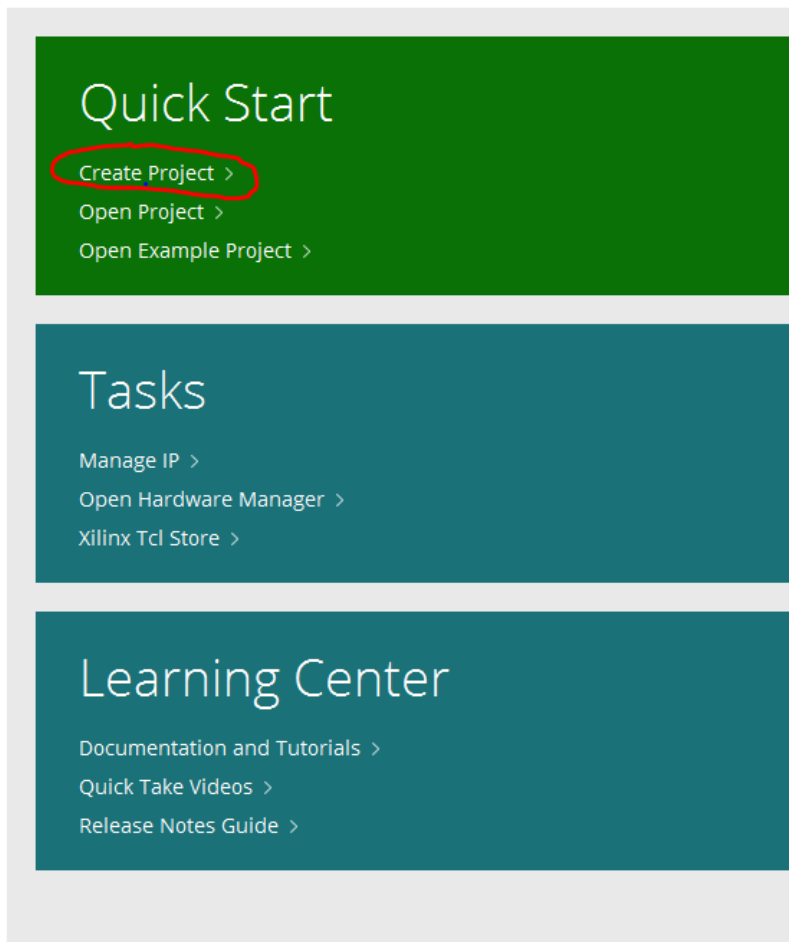 Quick Start
Create Project >
Open Project >
Open Example Project >
Tasks
Manage IP >
Open Hardware Manager >
Xilinx Tcl Store >
Learning Center
Documentation and Tutorials >
Quick Take Videos >
Release Notes Guide >